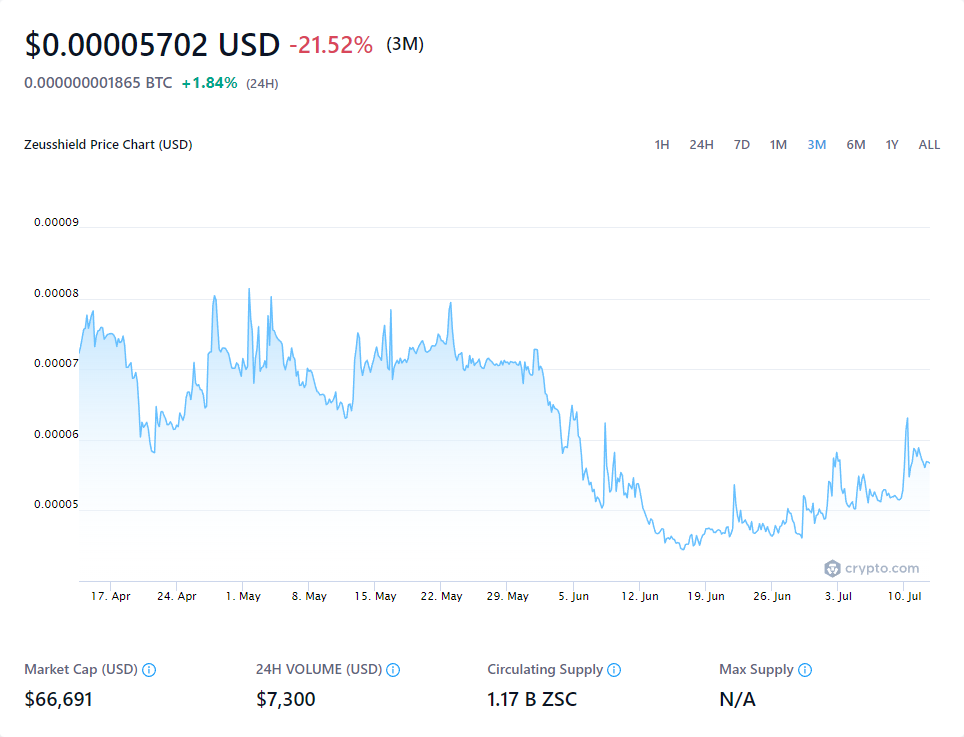 $0.00005702 USD -21.52% (3M)
0.000000001865 BTC +1.84% (24H)
Zeusshield Price Chart (USD) 1H 24H 7D 1M 3M 6M 1Y ALL
0.00009
0.00008
0.00007
0.00006
0.00005
crypto.com
17. Apr 24. Apr 1. May 8. May 15. May 22. May 29. May 5. Jun 12. Jun 19. Jun 26. Jun 3. Jul 10. Jul
Market Cap (USD) 24H VOLUME (USD) Circulating Supply Max Supply
$66,691 $7,300 1.17 B ZSC N/A